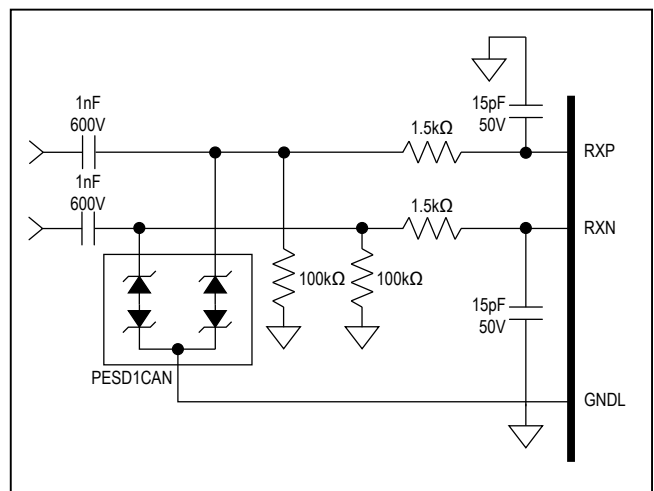 15pF
50V
1nF
600V
1.5kΩ
RXP
1nF
600V
1.5kΩ
RXN
100kΩ
100kΩ
15pF
50V
PESD1CAN
GNDL